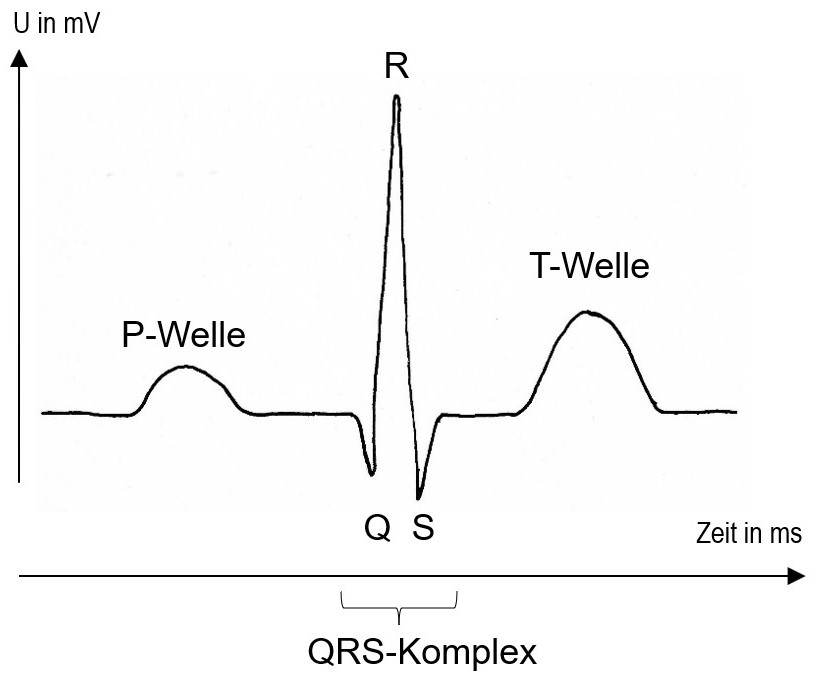 U in mV
R
T-Welle
P-Welle
Q S
Zeit in ms
QRS-Komplex